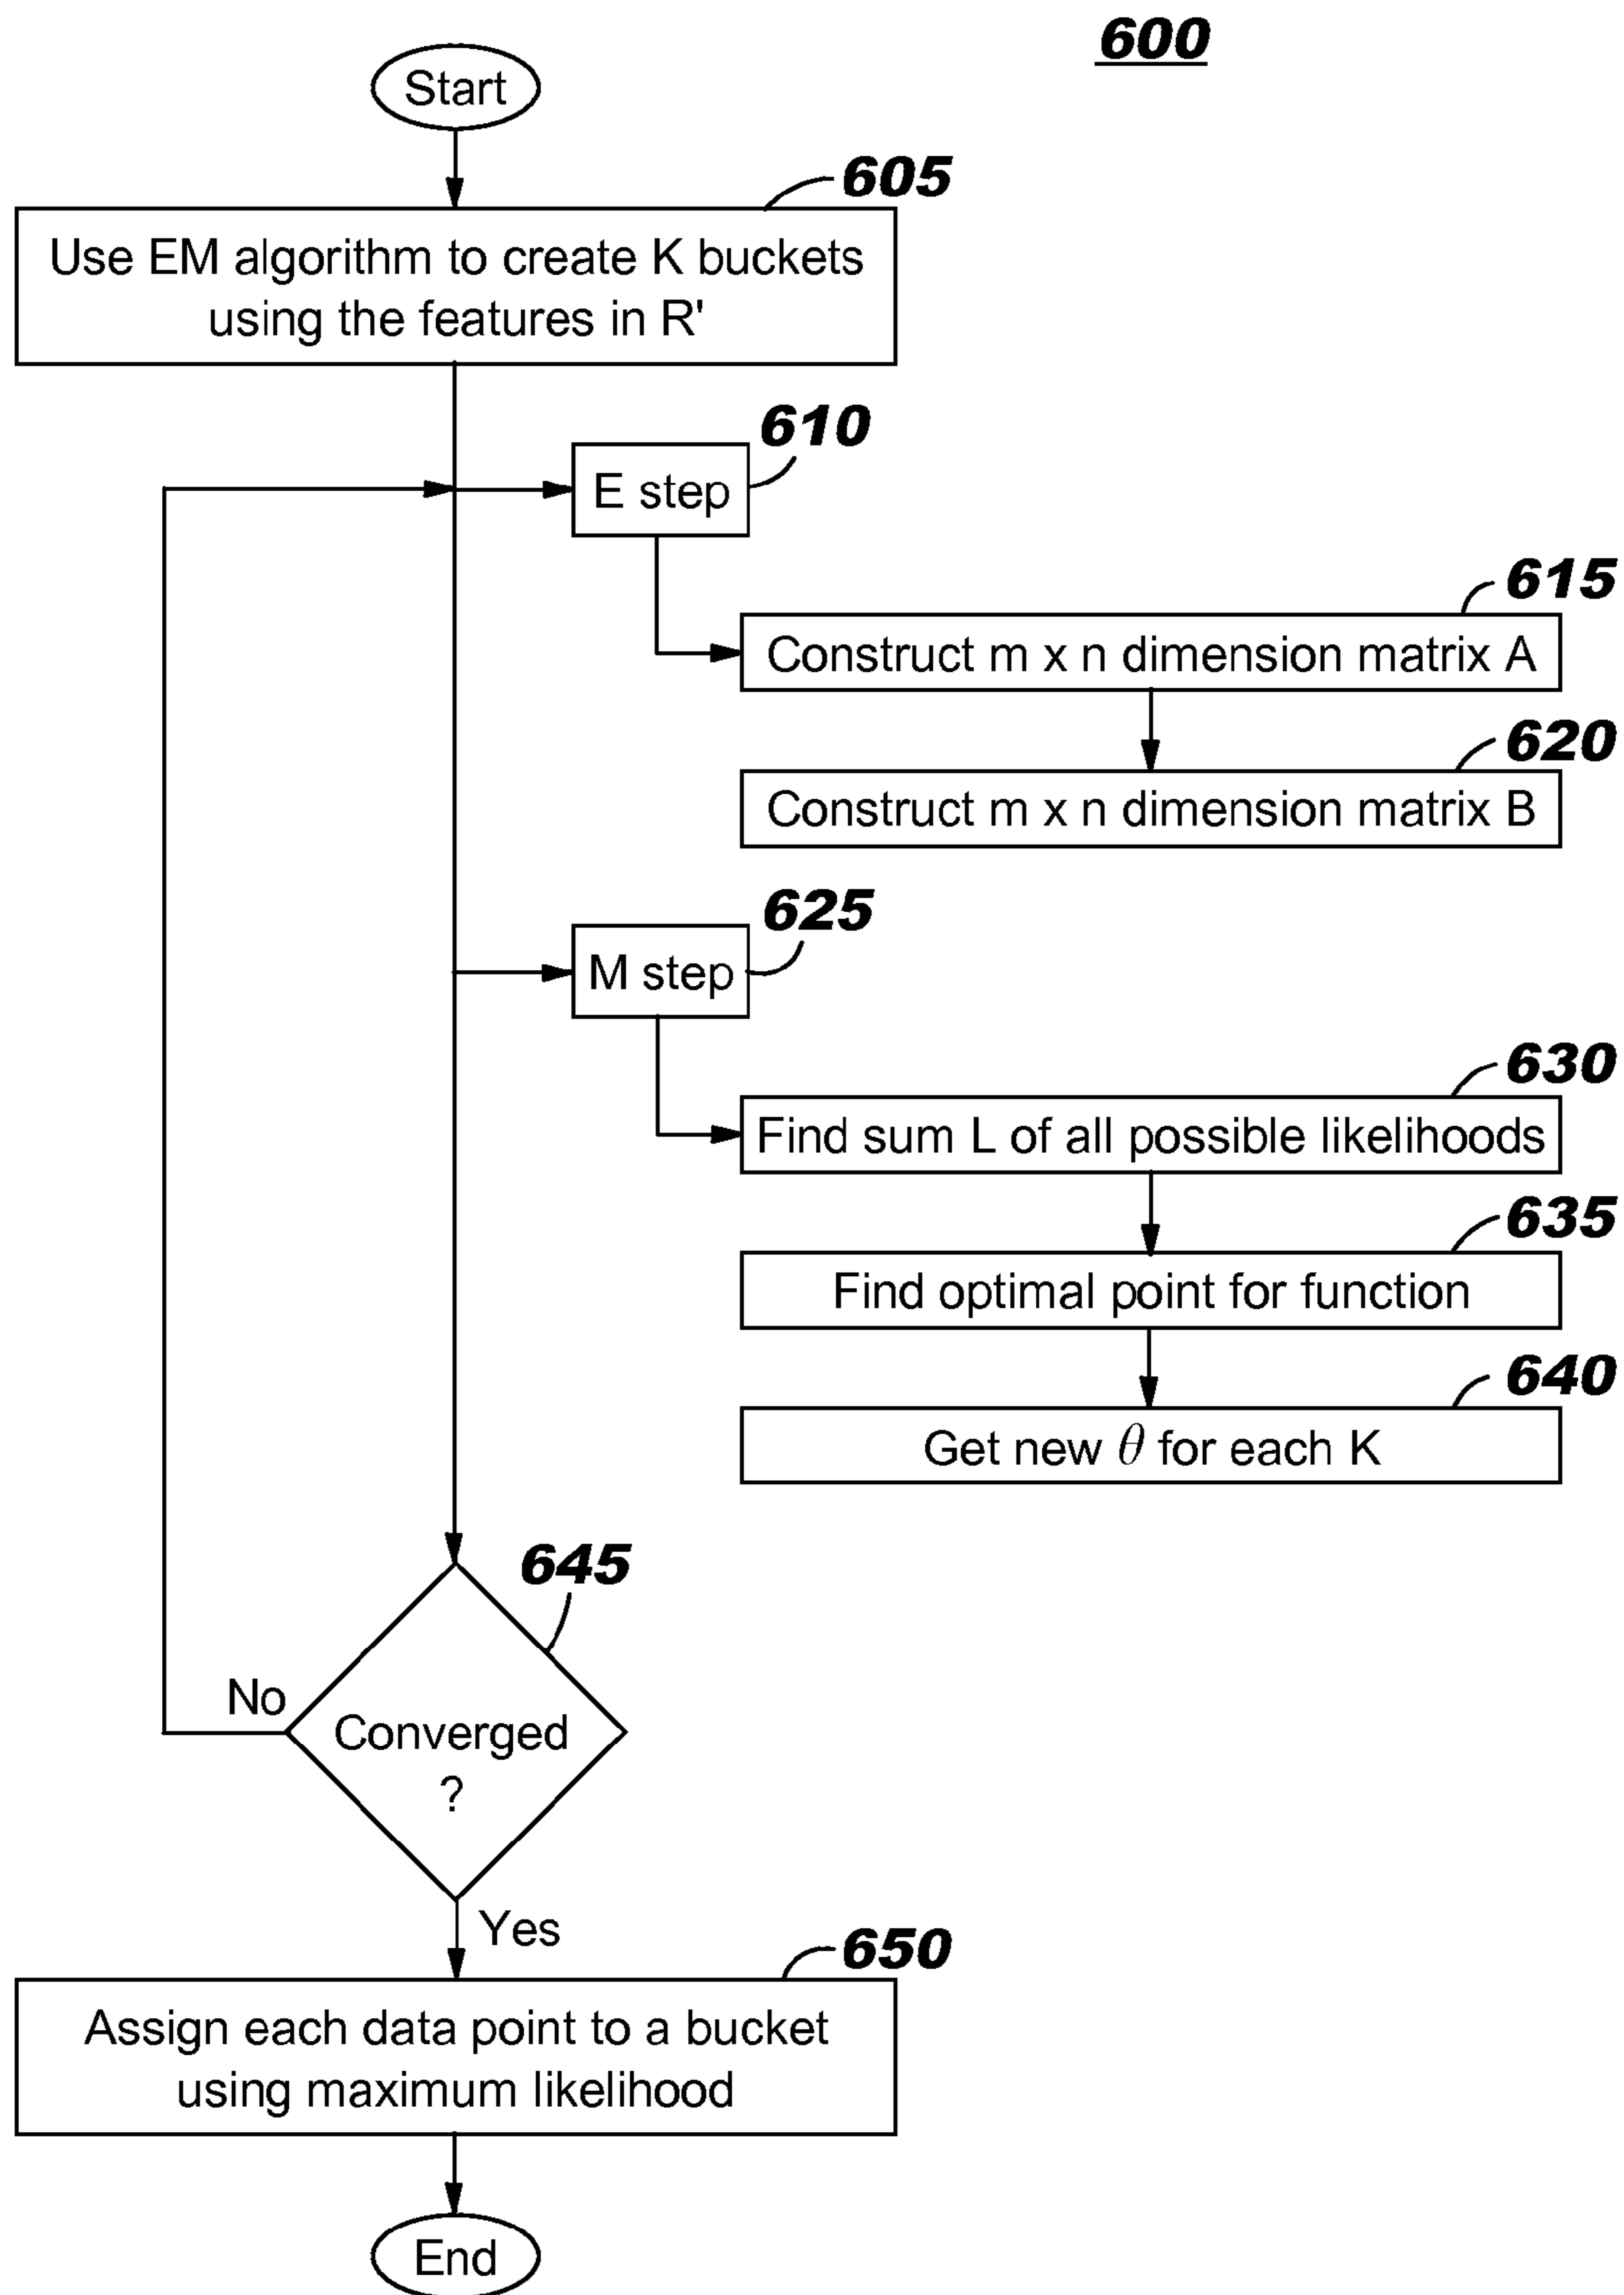 600
Start
605
Use EM algorithm to create K buckets
using the features in R'
610
E step
615
Construct m x n dimension matrix A
620
Construct m x n dimension matrix B
625
M step
630
Find sum L of all possible likelihoods
635
Find optimal point for function
640
Get new θ for each K
645
No
Converged
?
Yes
650
Assign each data point to a bucket
using maximum likelihood
End